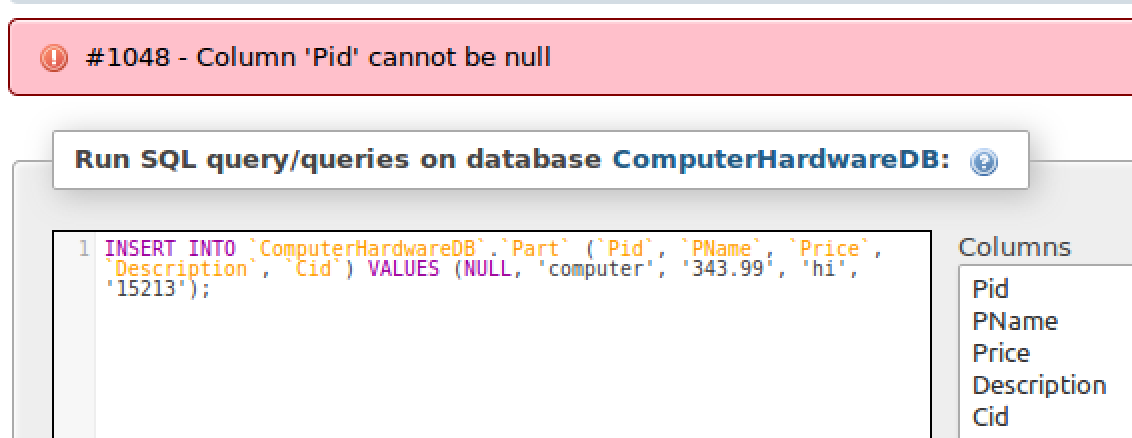 #1048 - Column 'Pid' cannot be null
Run SQL query/queries on database ComputerHardwareDB:
1 INSERT INTO `ComputerHardwareDB`.`Part` (`Pid`, `PName`, `Price`,
`Description`, `Cid`) VALUES (NULL, 'computer', '343.99', 'hi',
'15213');
Columns
Pid
PName
Price
Description
Cid